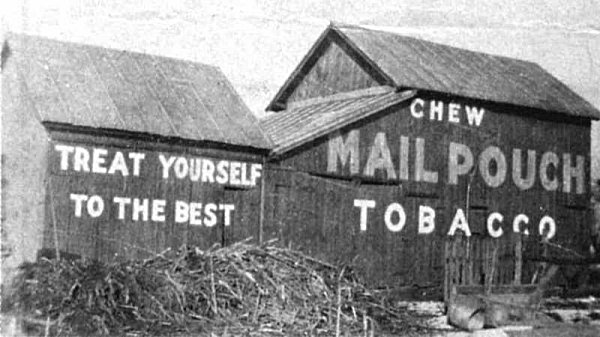 TREAT YOURSELF
TO THE BEST
CHEW
MAIL POUCH
TOBACCO